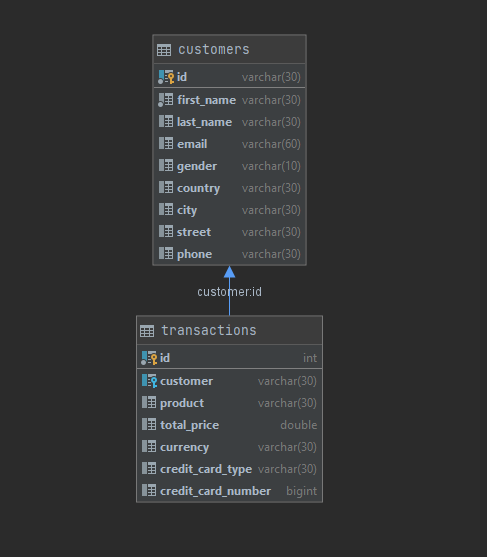 customers
id varchar(30)
first_name varchar(30)
last_name varchar(30)
email varchar(60)
gender varchar(10)
country varchar(30)
city varchar(30)
street varchar(30)
phone varchar(30)
customer:id
transactions
id int
customer varchar(30)
product varchar(30)
total_price double
currency varchar(30)
credit_card_type varchar(30)
credit_card_number bigint